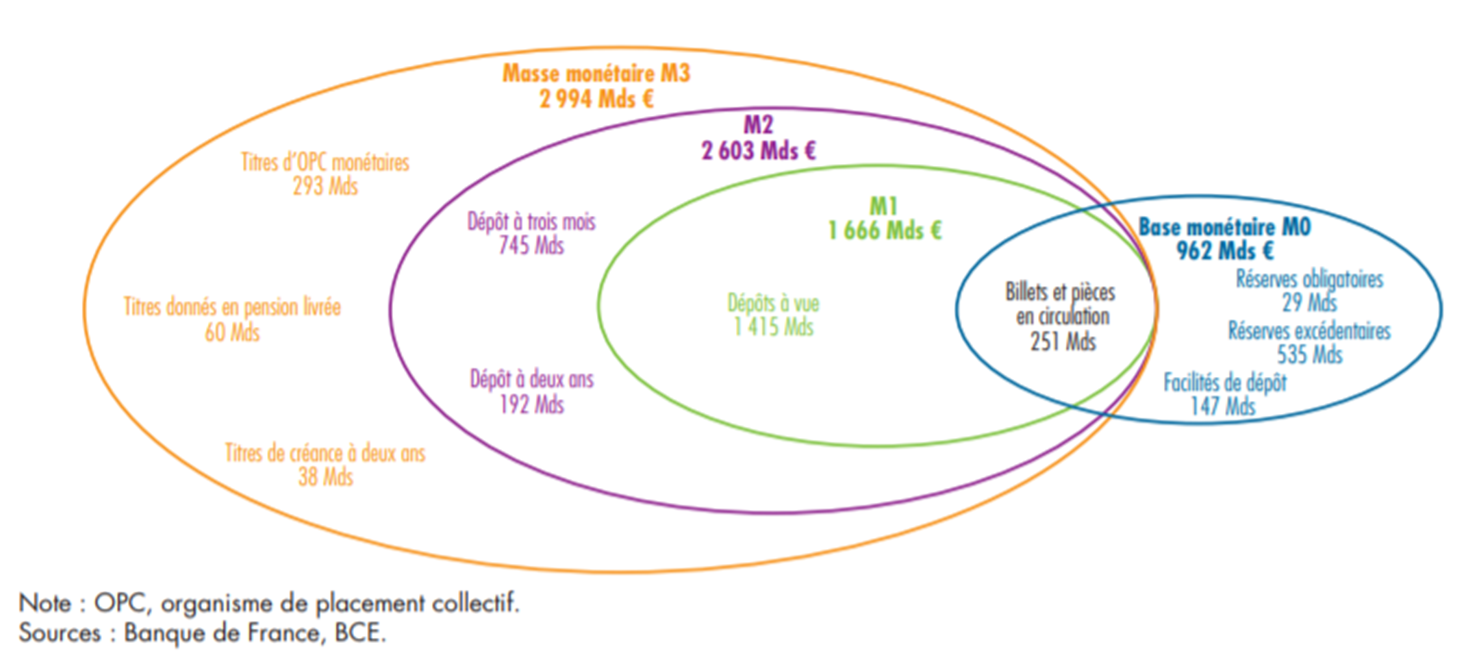 Masse monétaire M3
2 994 Mds €
M2
2 603 Mds €
Titres d'OPC monétaires
293 Mds
M1
1 666 Mds €
Dépôt à trois mois
745 Mds
Base monétaire M0
962 Mds €
Réserves obligatoires
29 Mds
Billets et pièces
en circulation
251 Mds
Dépôts à vue
1 415 Mds
Titres donnés en pension livrée
60 Mds
Réserves excédentaires
535 Mds
Facilités de dépôt
147 Mds
Dépôt à deux ans
192 Mds
Titres de créance à deux ans
38 Mds
Note : OPC, organisme de placement collectif.
Sources : Banque de France, BCE.